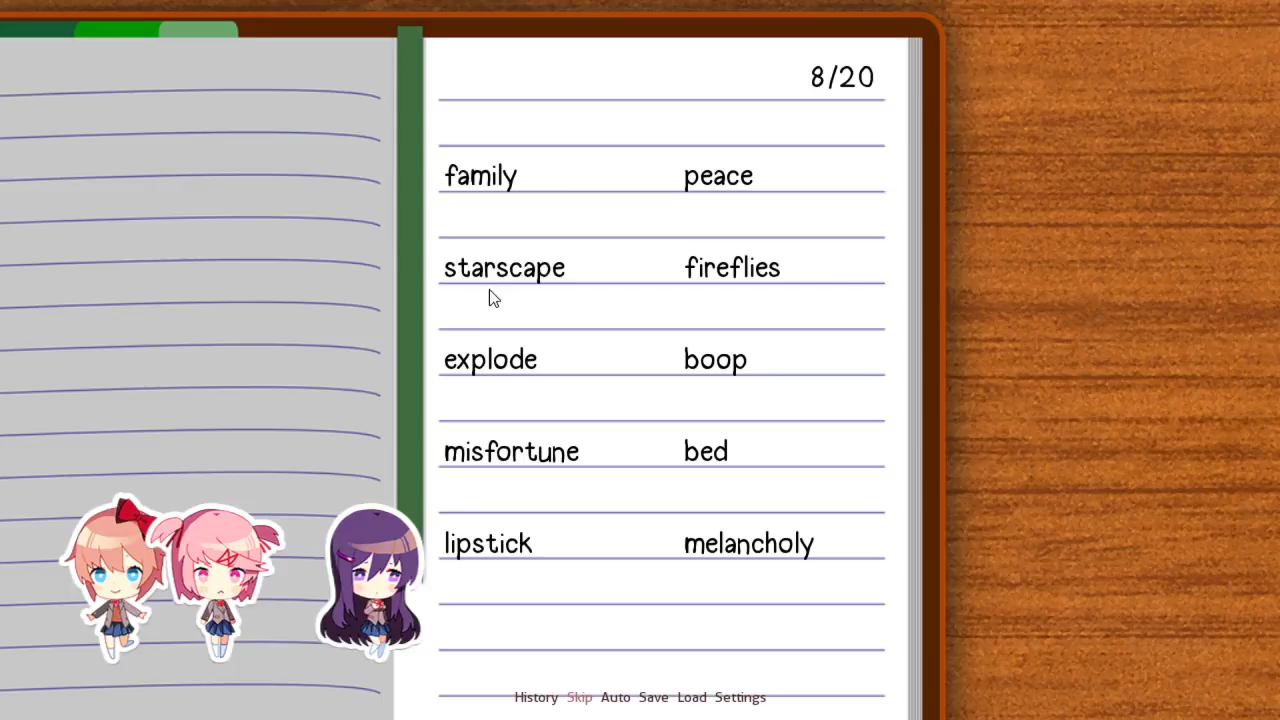 8/20
family peace
starscape fireflies
explode boop
misfortune bed
lipstick melancholy
History Skip Auto Save Load Settings